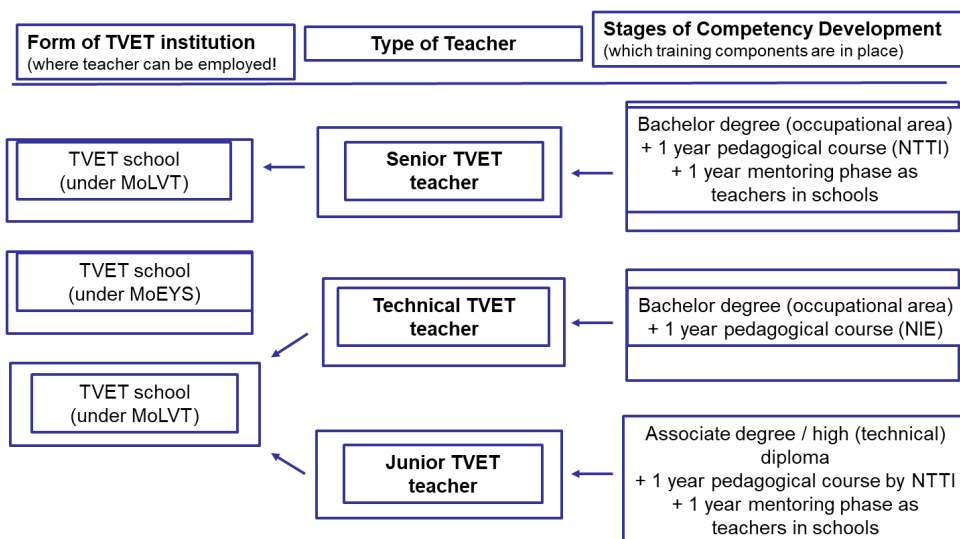 Form of TVET institution
(where teacher can be employed!
Type of Teacher
Stages of Competency Development
(which training components are in place)
TVET school
(under MoLVT)
Senior TVET
teacher
Bachelor degree (occupational area)
+ 1 year pedagogical course (NTTI)
+ 1 year mentoring phase as
teachers in schools
TVET school
(under MoEYS)
Technical TVET
teacher
Bachelor degree (occupational area)
+ 1 year pedagogical course (NIE)
TVET school
(under MoLVT)
Junior TVET
teacher
Associate degree / high (technical)
diploma
+ 1 year pedagogical course by NTTI
+ 1 year mentoring phase as
teachers in schools